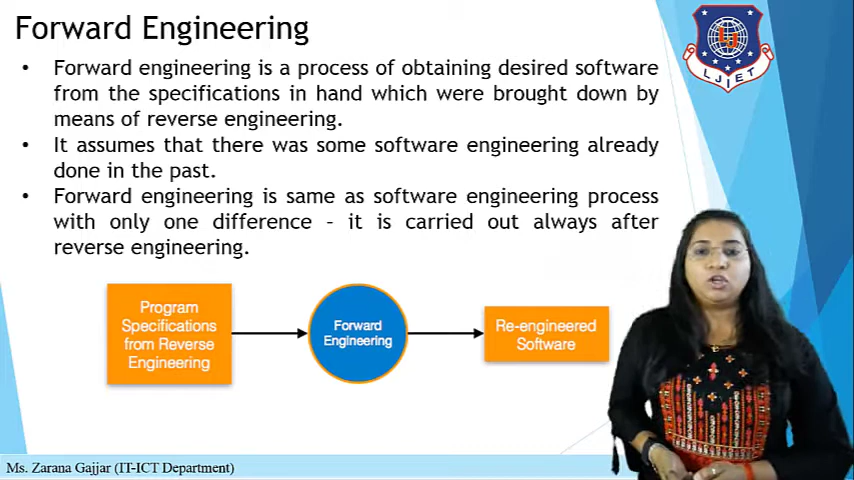 Forward Engineering
LJIET
• Forward engineering is a process of obtaining desired software
from the specifications in hand which were brought down by
means of reverse engineering.
• It assumes that there was some software engineering already
done in the past.
• Forward engineering is same as software engineering process
with only one difference – it is carried out always after
reverse engineering.
Program
Specifications
from Reverse
Engineering
Forward
Engineering
Re-engineered
Software
Ms. Zarana Gajjar (IT-ICT Department)